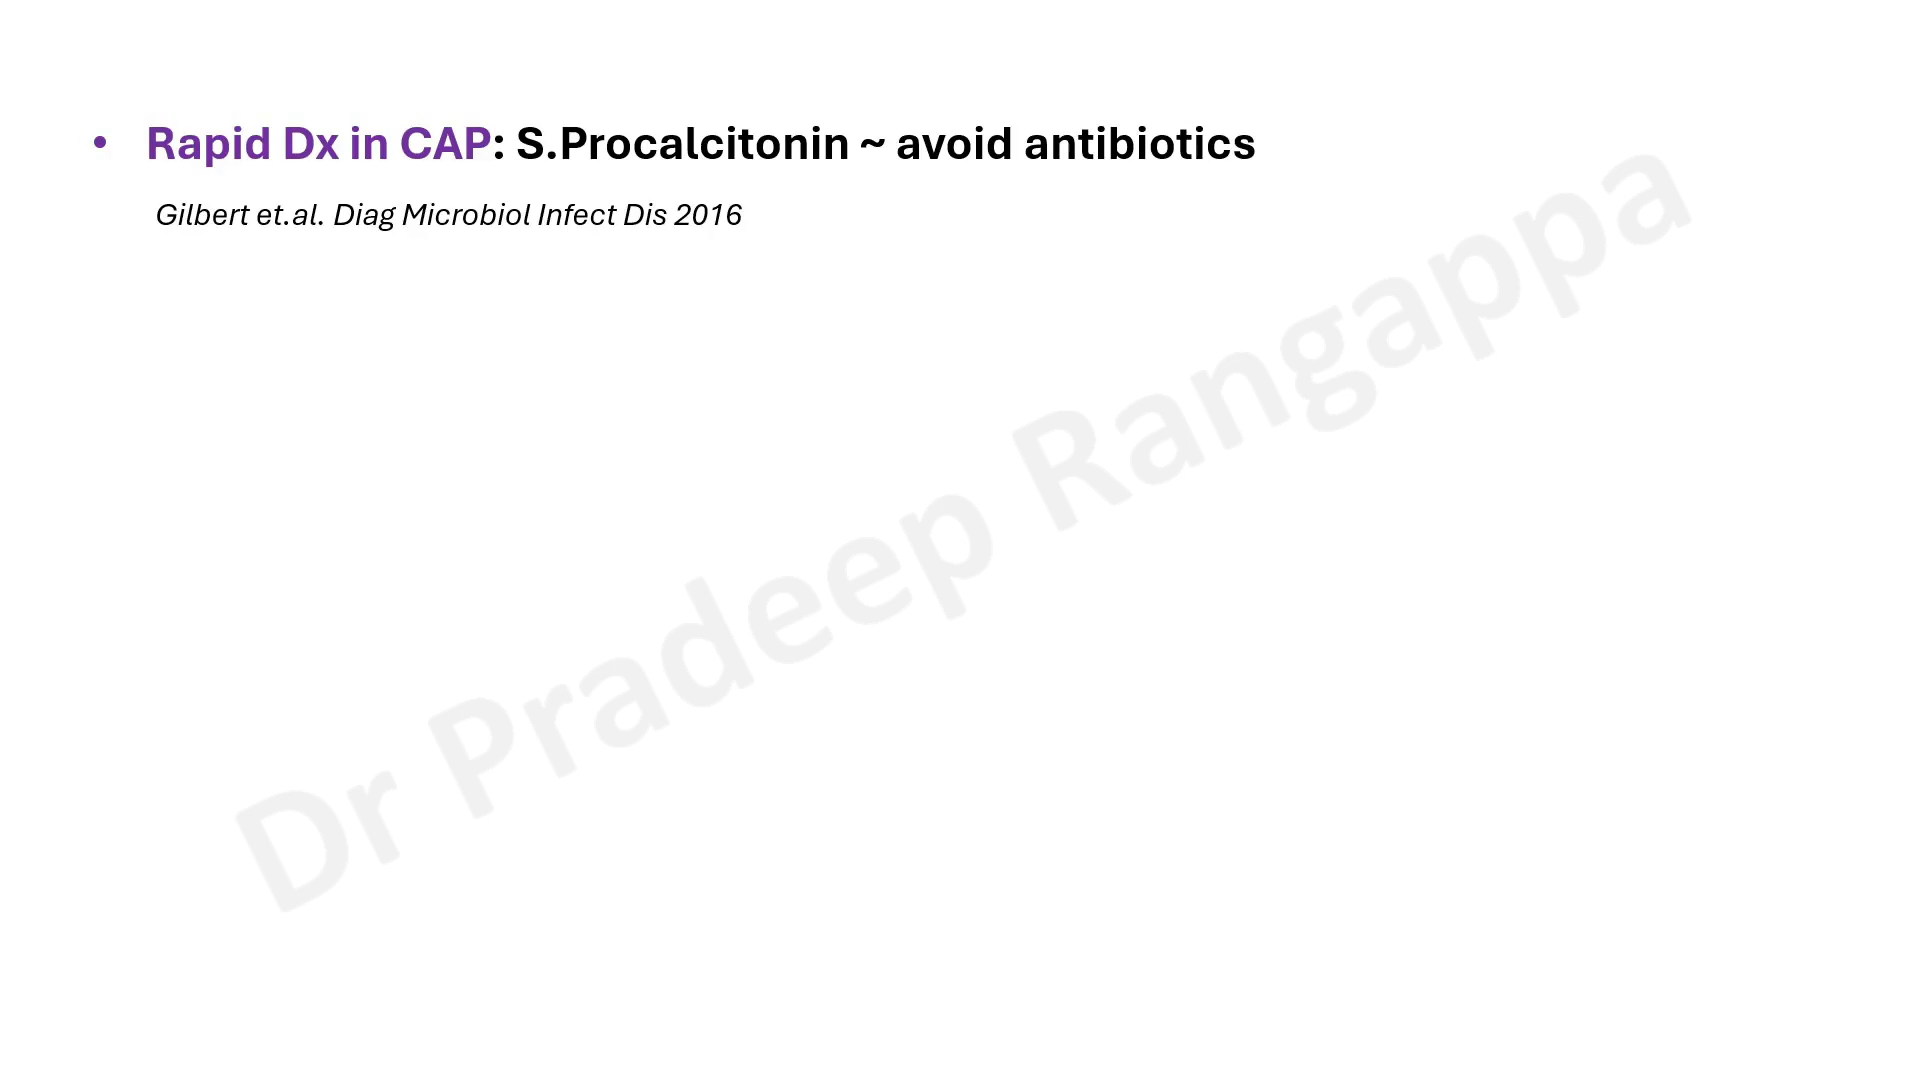 • Rapid Dx in CAP: S.Procalcitonin ~ avoid antibiotics
Gilbert et.al. Diag Microbiol Infect Dis 2016
Dr Pradeep Rangappa